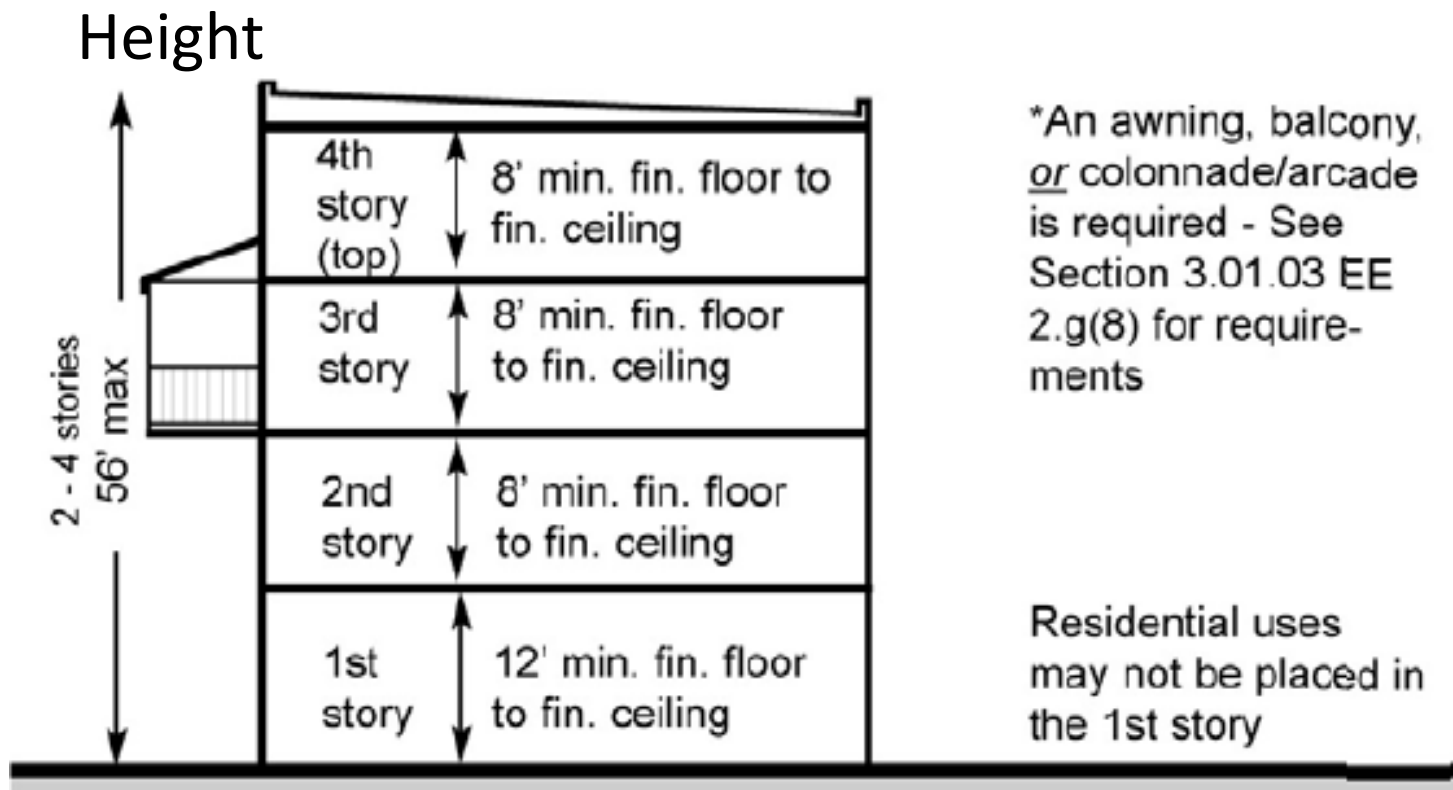 Height
4th
story
(top)
8' min. fin. floor to
fin. ceiling
3rd
story
8' min. fin. floor
to fin. ceiling
2nd
story
8' min. fin. floor
to fin. ceiling
1st
story
12' min. fin. floor
to fin. ceiling
2 - 4 stories
56' max
*An awning, balcony,
or colonnade/arcade
is required - See
Section 3.01.03 EE
2.g(8) for require-
ments
Residential uses
may not be placed in
the 1st story